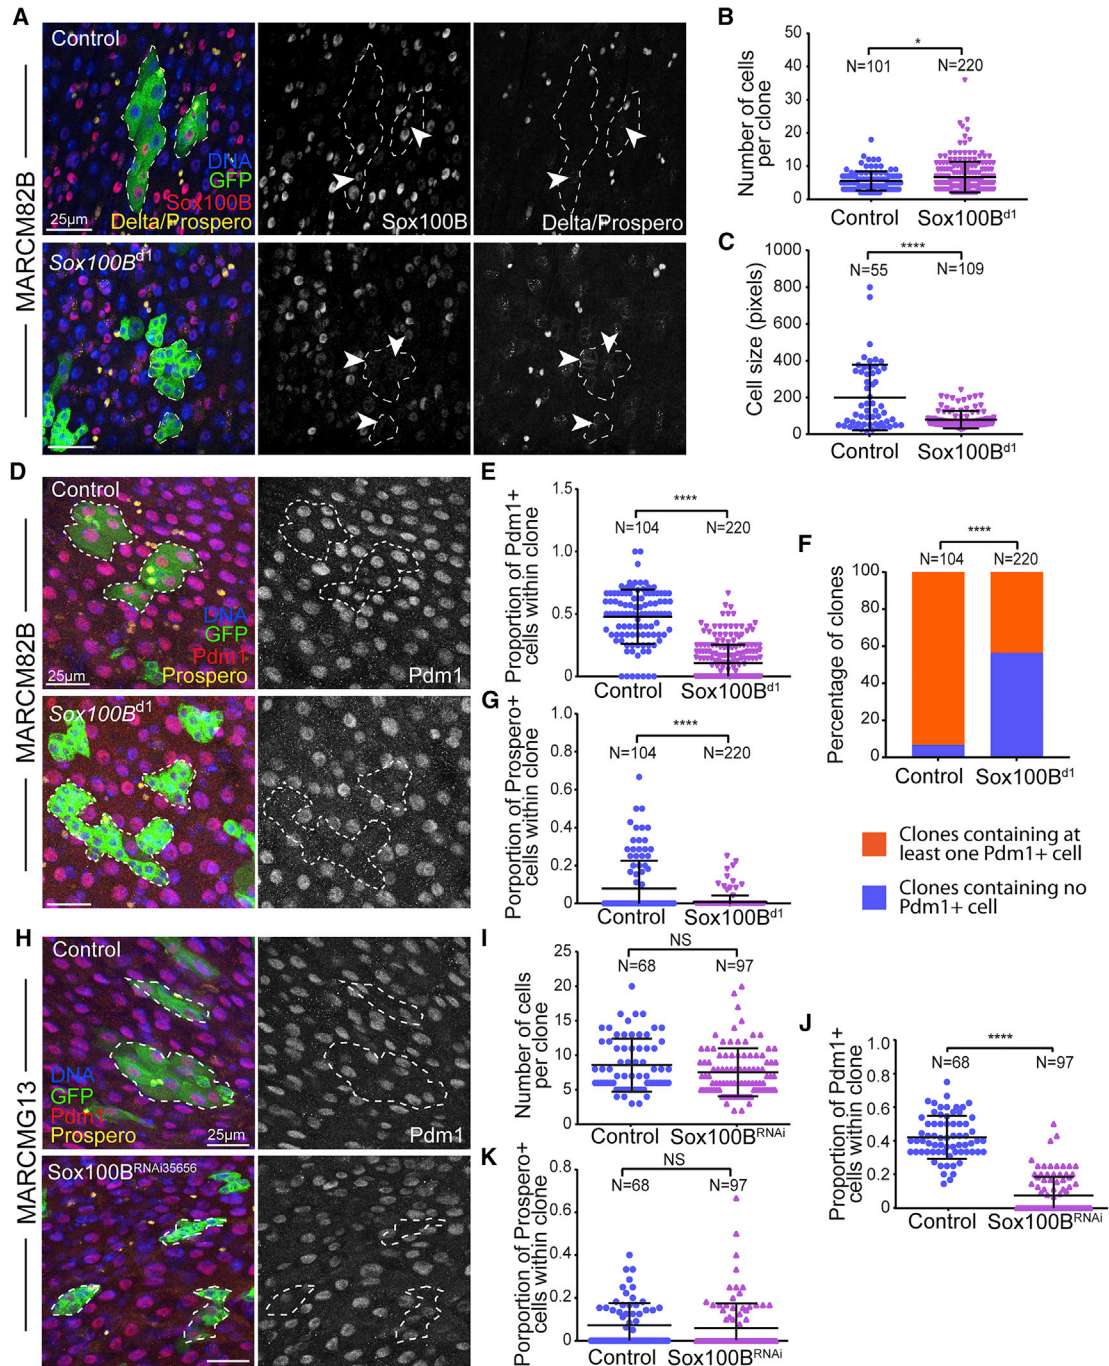 A
MARCM82B
Control
DNA
GFP
Sox100B
Delta/Prospero
25µm
Sox100B
Delta/Prospero
Sox100B^d1
B
Number of cells
per clone
50
40
30
20
10
0
*
N=101
N=220
Control
Sox100B^d1
C
Cell size (pixels)
1000
800
600
400
200
0
****
N=55
N=109
Control
Sox100B^d1
D
MARCM82B
Control
DNA
GFP
Pdm1
Prospero
25µm
Pdm1
Sox100B^d1
E
Proportion of Pdm1+
cells within clone
1.5
1.0
0.5
0
****
N=104
N=220
Control
Sox100B^d1
F
Percentage of clones
100
80
60
40
20
0
****
N=104
N=220
Control
Sox100B^d1
Clones containing at
least one Pdm1+ cell
Clones containing no
Pdm1+ cell
G
Porportion of Prospero+
cells within clone
1.0
0.8
0.6
0.4
0.2
0
****
N=104
N=220
Control
Sox100B^d1
H
MARCMG13
Control
DNA
GFP
Pdm1
Prospero
25µm
Pdm1
Sox100B^RNAi35656
I
Number of cells
per clone
25
20
15
10
5
0
NS
N=68
N=97
Control
Sox100B^RNAi
J
Proportion of Pdm1+
cells within clone
1.0
0.8
0.6
0.4
0.2
0
****
N=68
N=97
Control
Sox100B^RNAi
K
Porportion of Prospero+
cells within clone
0.8
0.6
0.4
0.2
0
NS
N=68
N=97
Control
Sox100B^RNAi